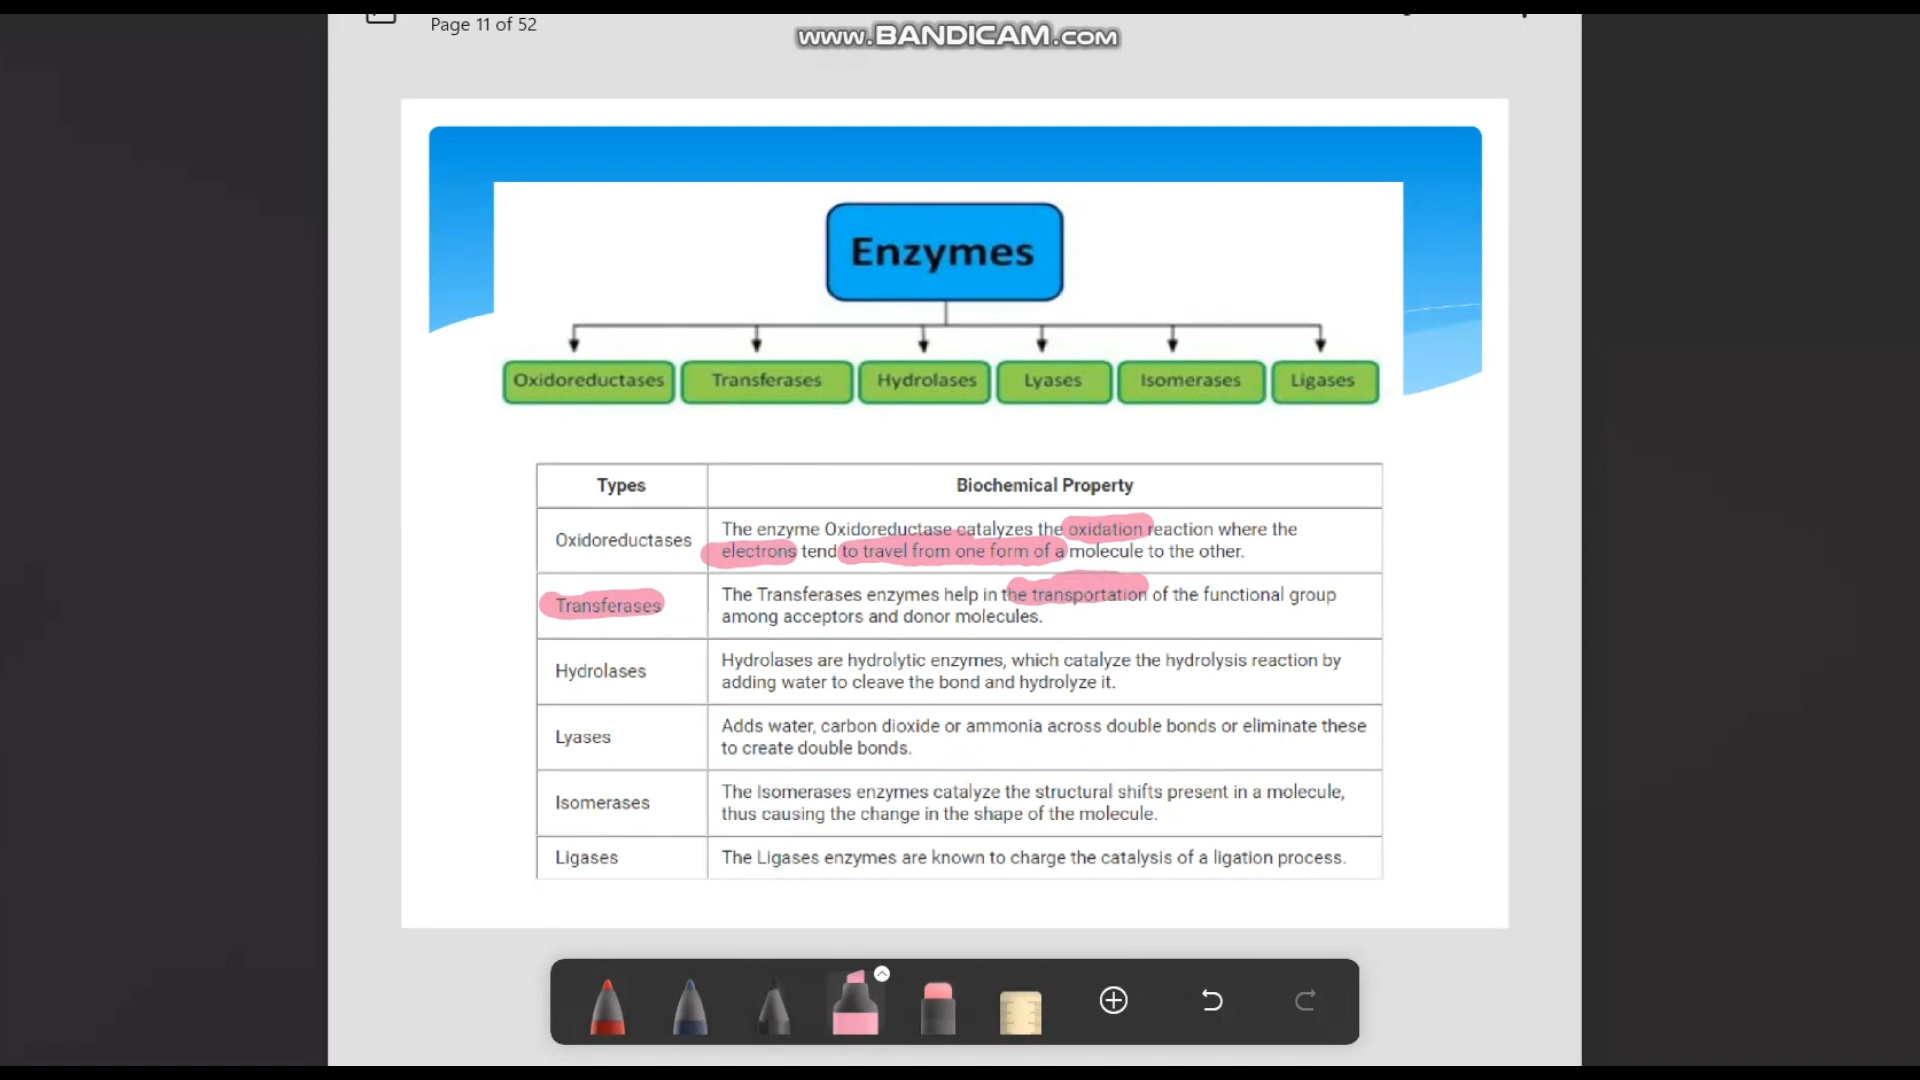 Page 11 of 52
www.BANDICAM.com
Enzymes
Oxidoreductases Transferases Hydrolases Lyases Isomerases Ligases
Types Biochemical Property
Oxidoreductases
The enzyme Oxidoreductase catalyzes the oxidation reaction where the
electrons tend to travel from one form of a molecule to the other.
Transferases
The Transferases enzymes help in the transportation of the functional group
among acceptors and donor molecules.
Hydrolases
Hydrolases are hydrolytic enzymes, which catalyze the hydrolysis reaction by
adding water to cleave the bond and hydrolyze it.
Lyases
Adds water, carbon dioxide or ammonia across double bonds or eliminate these
to create double bonds.
Isomerases
The Isomerases enzymes catalyze the structural shifts present in a molecule,
thus causing the change in the shape of the molecule.
Ligases
The Ligases enzymes are known to charge the catalysis of a ligation process.